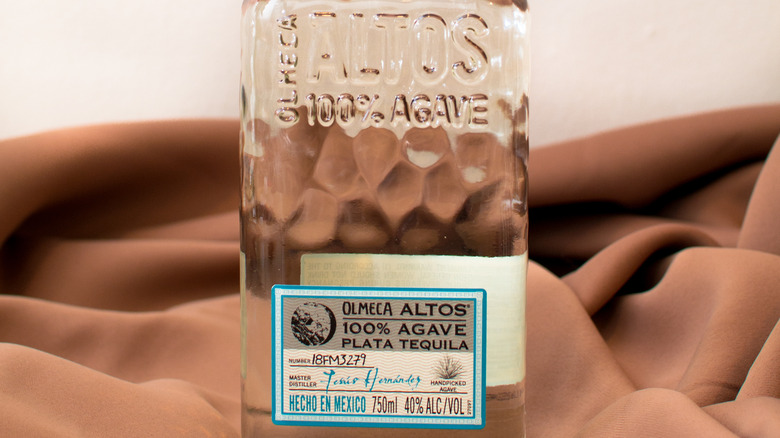 OLMECA
ALTOS
100% AGAVE
OLMECA ALTOS®
100% AGAVE
PLATA TEQUILA
NUMBER 18FM3279
MASTER DISTILLER
HANDPICKED AGAVE
HECHO EN MEXICO 750ml 40% ALC/VOL